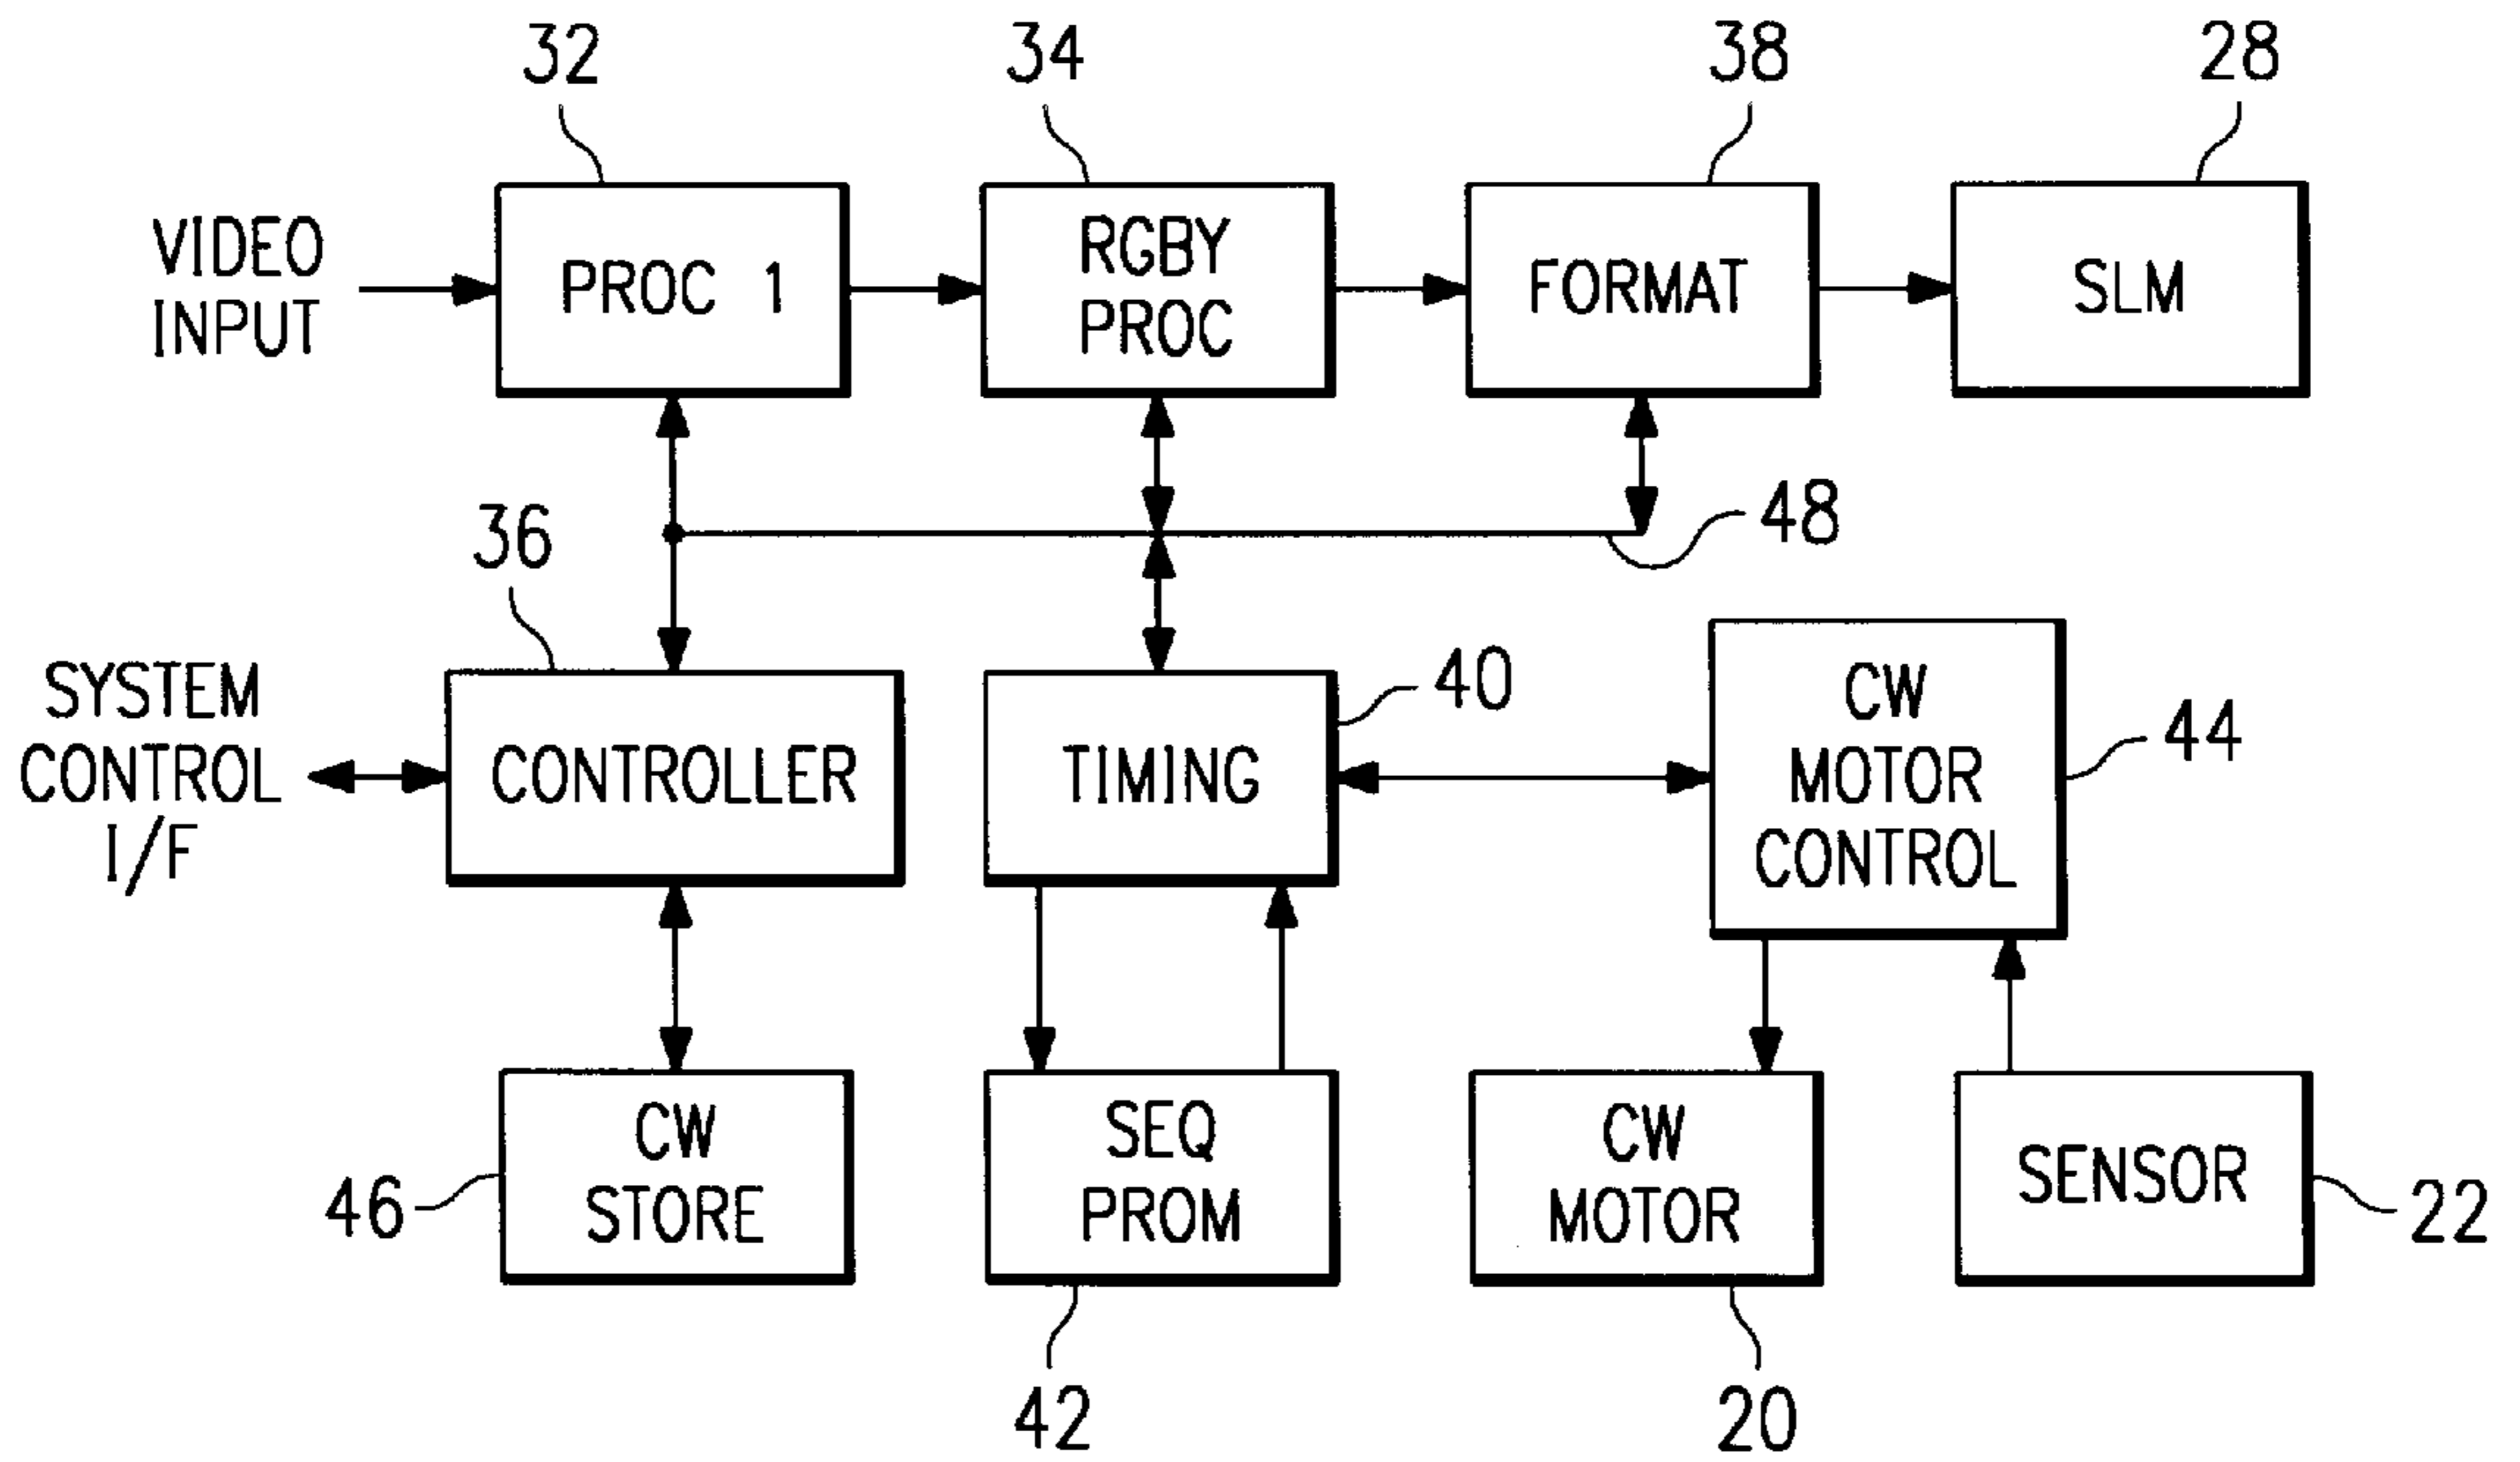 32
34
38
28
VIDEO
INPUT
PROC 1
RGBY
PROC
FORMAT
SLM
48
36
SYSTEM
CONTROL
I/F
CONTROLLER
TIMING
40
CW
MOTOR
CONTROL
44
46
CW
STORE
SEQ
PROM
CW
MOTOR
SENSOR
22
42
20